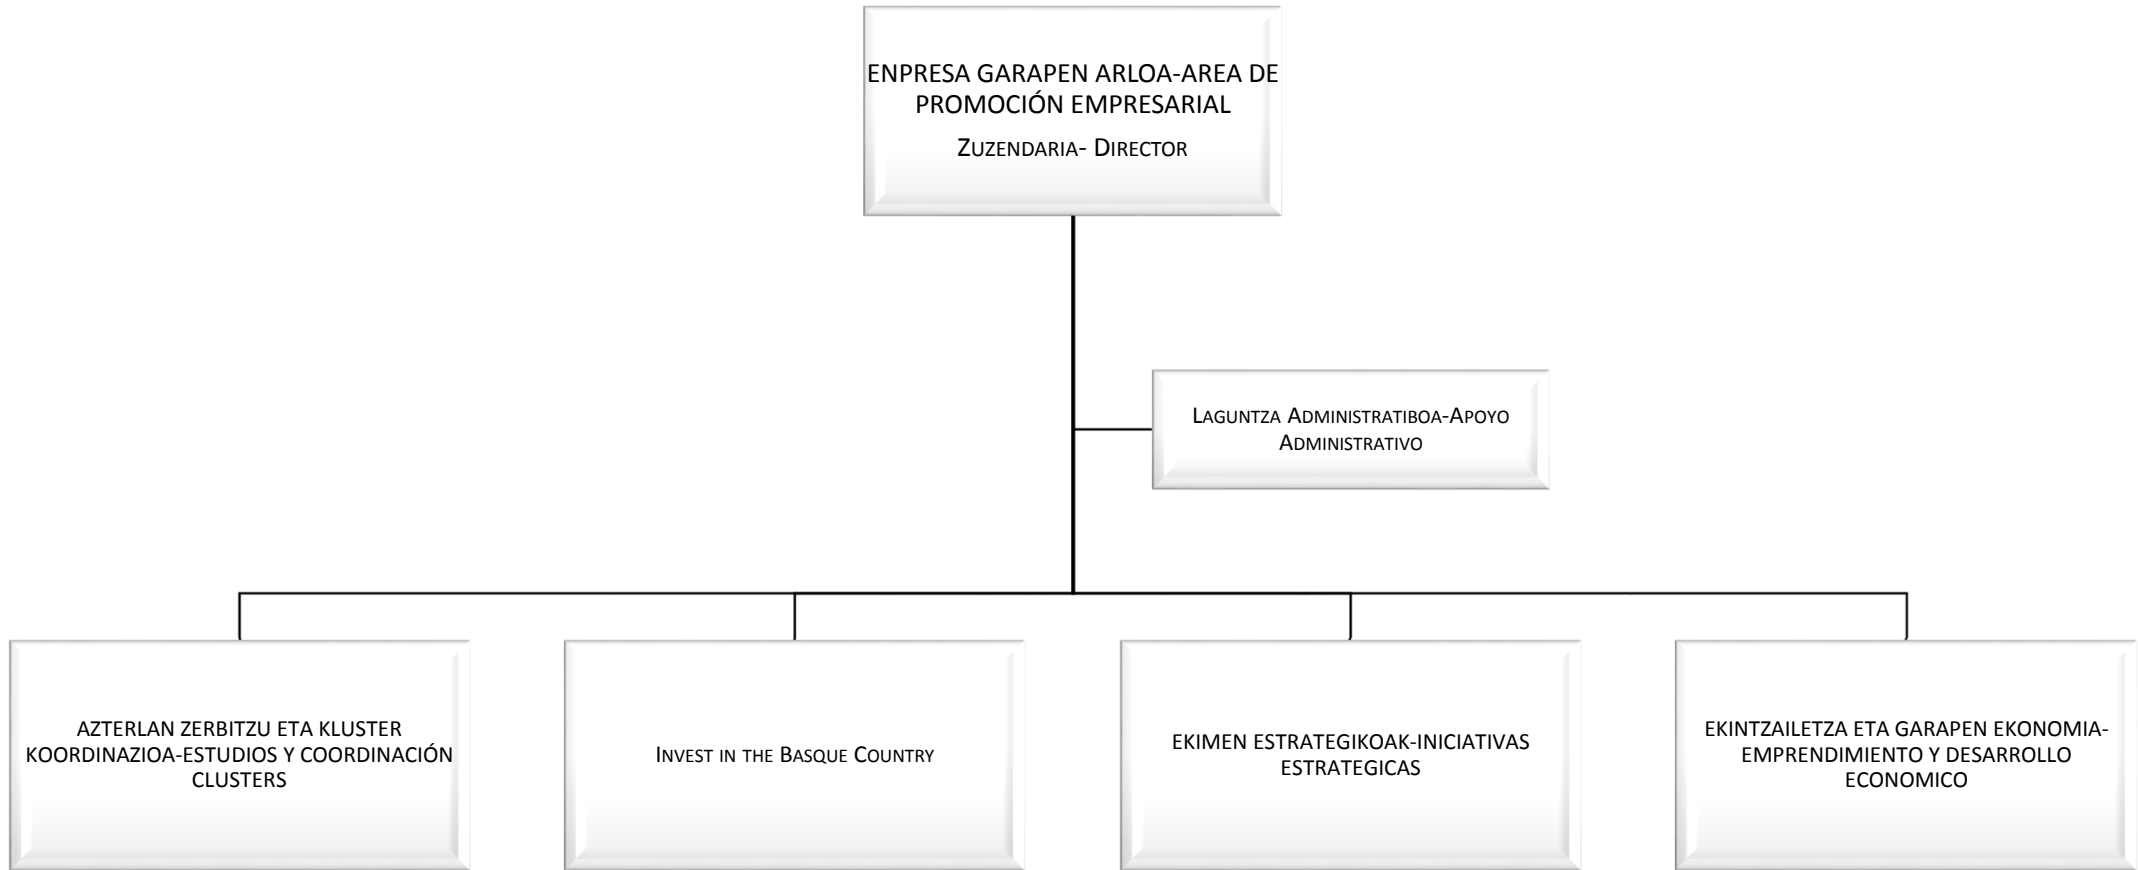 ENPRESA GARAPEN ARLOA-AREA DE
PROMOCIÓN EMPRESARIAL
ZUZENDARIA- DIRECTOR
LAGUNTZA ADMINISTRATIBOA-APOYO
ADMINISTRATIVO
AZTERLAN ZERBITZU ETA KLUSTER
KOORDINAZIOA-ESTUDIOS Y COORDINACIÓN
CLUSTERS
INVEST IN THE BASQUE COUNTRY
EKIMEN ESTRATEGIKOAK-INICIATIVAS
ESTRATEGICAS
EKINTZAILETZA ETA GARAPEN EKONOMIA-
EMPRENDIMIENTO Y DESARROLLO
ECONOMICO